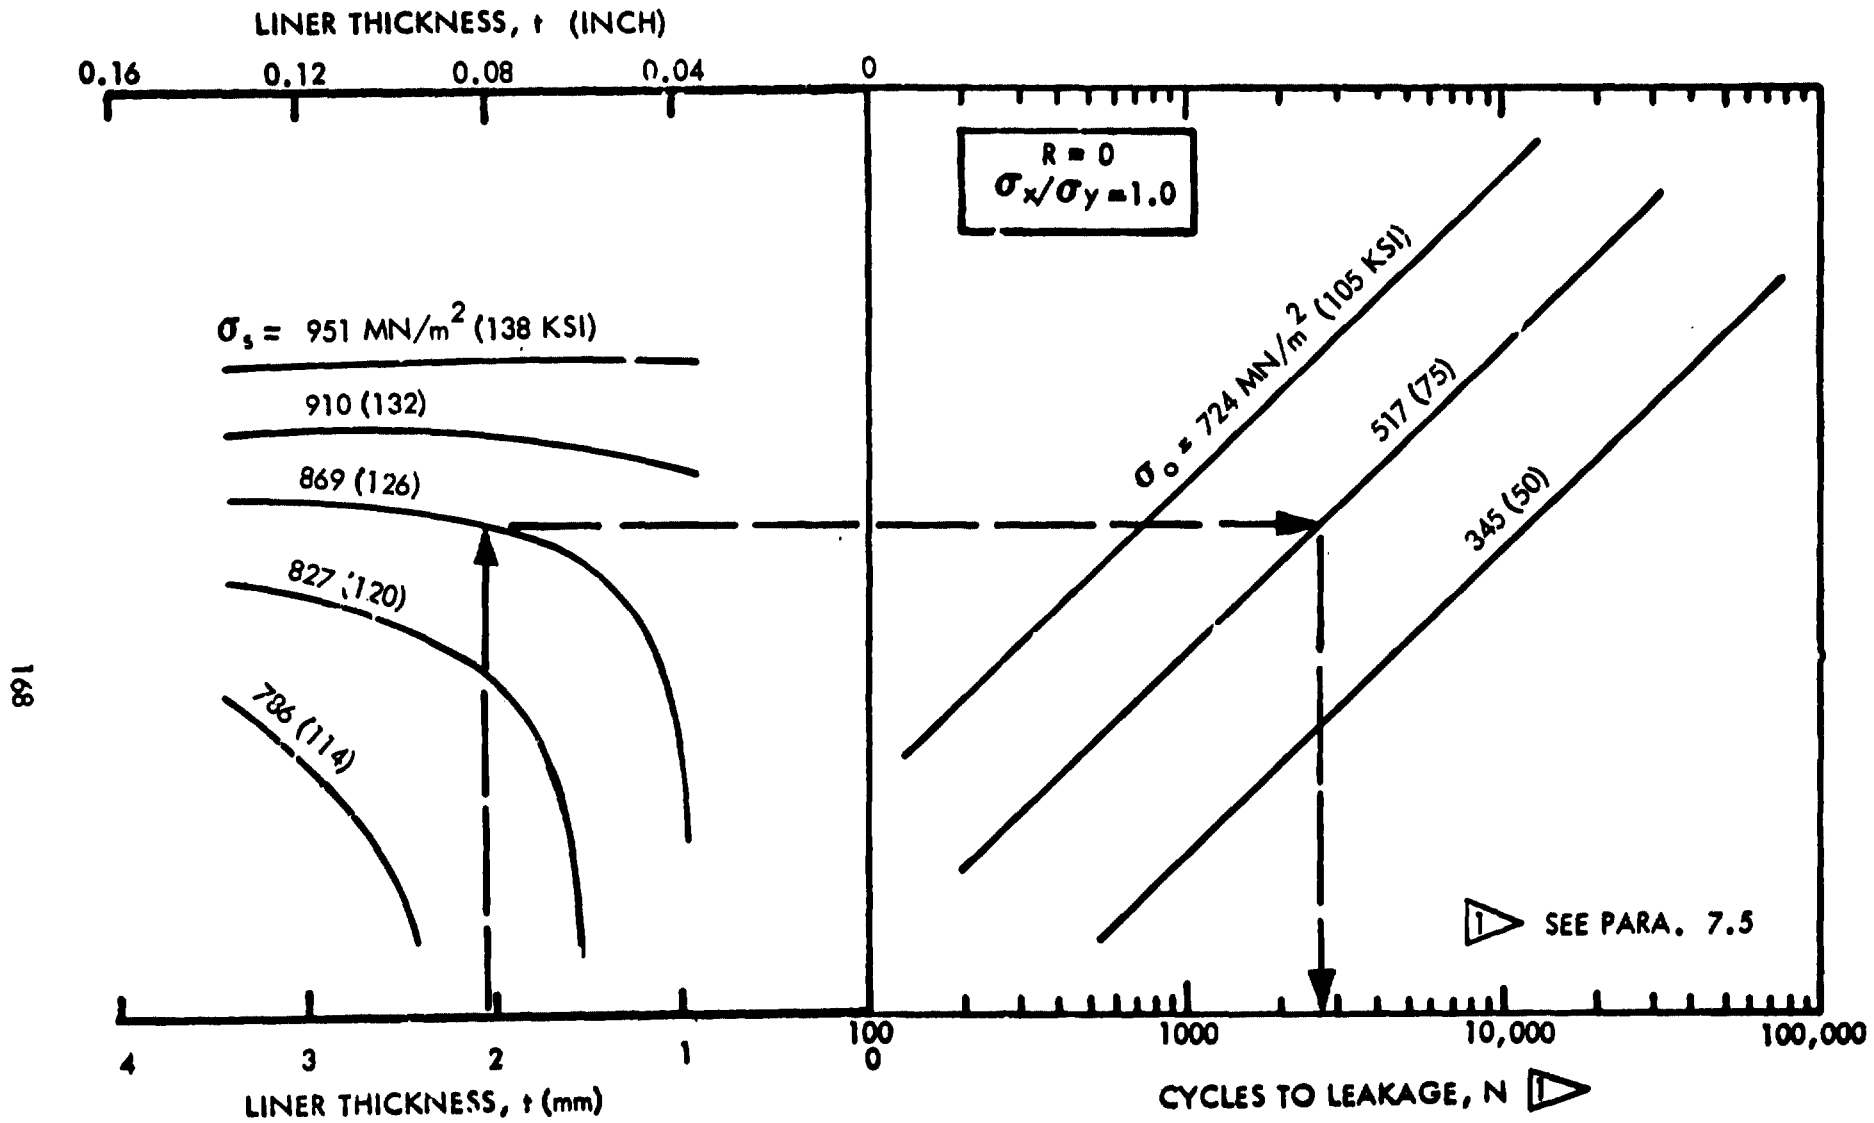 LINER THICKNESS, t (INCH)
0.16 0.12 0.08 0.04 0
R = 0
σx/σy = 1.0
σs = 951 MN/m2 (138 KSI)
910 (132)
869 (126)
827 (120)
786 (114)
σo = 724 MN/m2 (105 KSI)
517 (75)
345 (50)
1 SEE PARA. 7.5
100 1000 10,000 100,000
4 3 2 1 0
LINER THICKNESS, t (mm)
CYCLES TO LEAKAGE, N 1
168